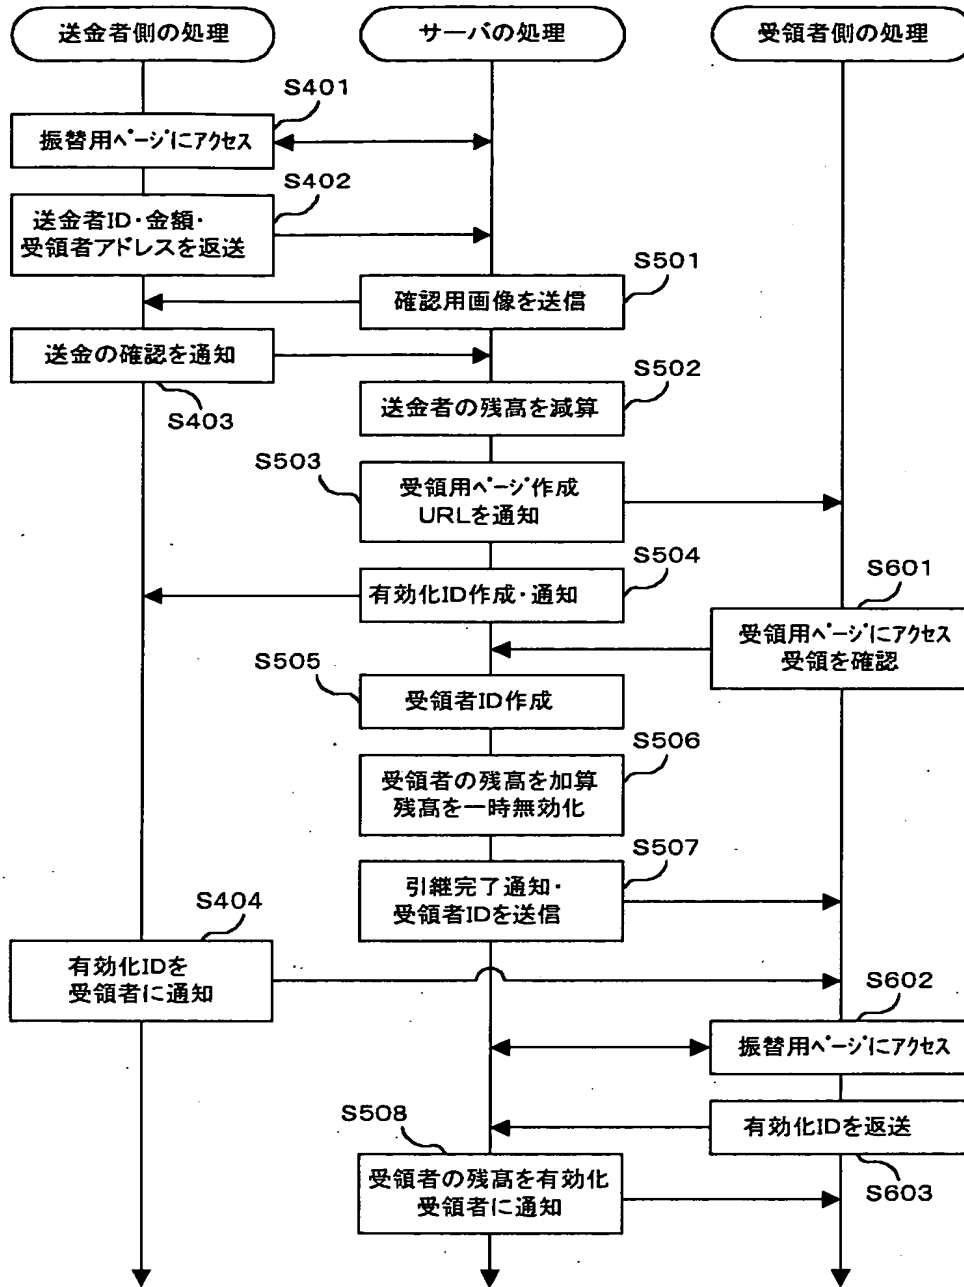 送金者側の処理
サーバの処理
受領者側の処理
S401
振替用ページにアクセス
S402
送金者ID・金額・
受領者アドレスを返送
S501
確認用画像を送信
送金の確認を通知
S403
S502
送金者の残高を減算
S503
受領用ページ作成
URLを通知
S504
有効化ID作成・通知
S601
受領用ページにアクセス
受領を確認
S505
受領者ID作成
S506
受領者の残高を加算
残高を一時無効化
S507
引継完了通知・
受領者IDを送信
S404
有効化IDを
受領者に通知
S602
振替用ページにアクセス
有効化IDを返送
S603
S508
受領者の残高を有効化
受領者に通知